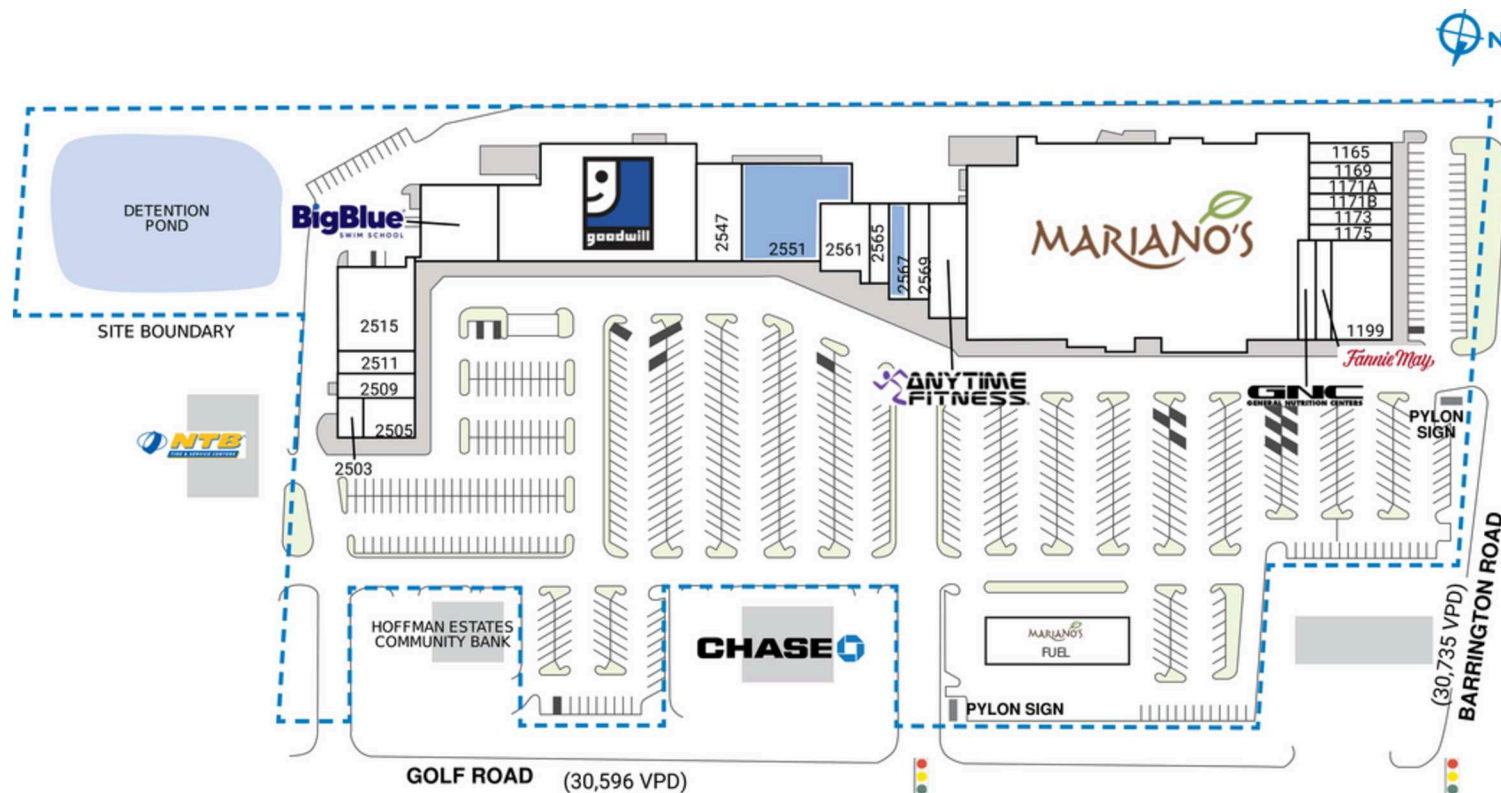 N
DETENTION
POND
BigBlue
SWIM SCHOOL
goodwill
2547
2551
2561
2565
2567
2569
MARIANO'S
1165
1169
1171A
1171B
1173
1175
1199
SITE BOUNDARY
2515
2511
2509
2505
2503
NTB
TIRE & SERVICE CENTERS
ANYTIME
FITNESS
GNC
GENERAL NUTRITION CENTERS
Fannie May
PYLON
SIGN
HOFFMAN ESTATES
COMMUNITY BANK
CHASE
MARIANO'S
FUEL
PYLON SIGN
(30,735 VPD)
BARRINGTON ROAD
GOLF ROAD (30,596 VPD)